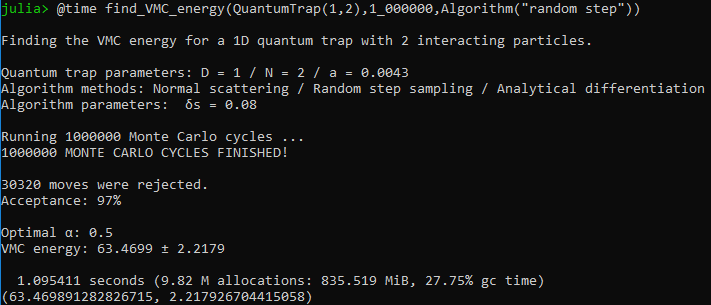 julia> @time find_VMC_energy(QuantumTrap(1,2),1_000000,Algorithm("random step"))
Finding the VMC energy for a 1D quantum trap with 2 interacting particles.
Quantum trap parameters: D = 1 / N = 2 / a = 0.0043
Algorithm methods: Normal scattering / Random step sampling / Analytical differentiation
Algorithm parameters:  δs = 0.08
Running 1000000 Monte Carlo cycles ...
1000000 MONTE CARLO CYCLES FINISHED!
30320 moves were rejected.
Acceptance: 97%
Optimal α: 0.5
VMC energy: 63.4699 ± 2.2179
1.095411 seconds (9.82 M allocations: 835.519 MiB, 27.75% gc time)
(63.469891282826715, 2.217926704415058)